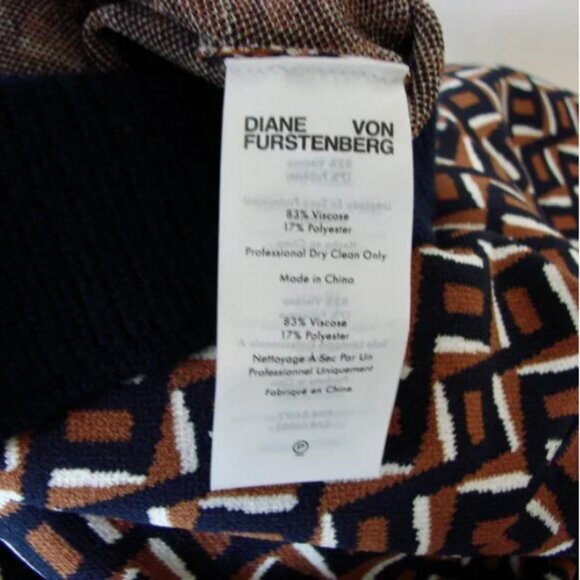 DIANE VON
FURSTENBERG
83% Viscose
17% Polyester
Professional Dry Clean Only
Made in China
83% Viscose
17% Polyester
Nettoyage À Sec Par Un
Professionel Uniquement
Fabriqué en Chine
P